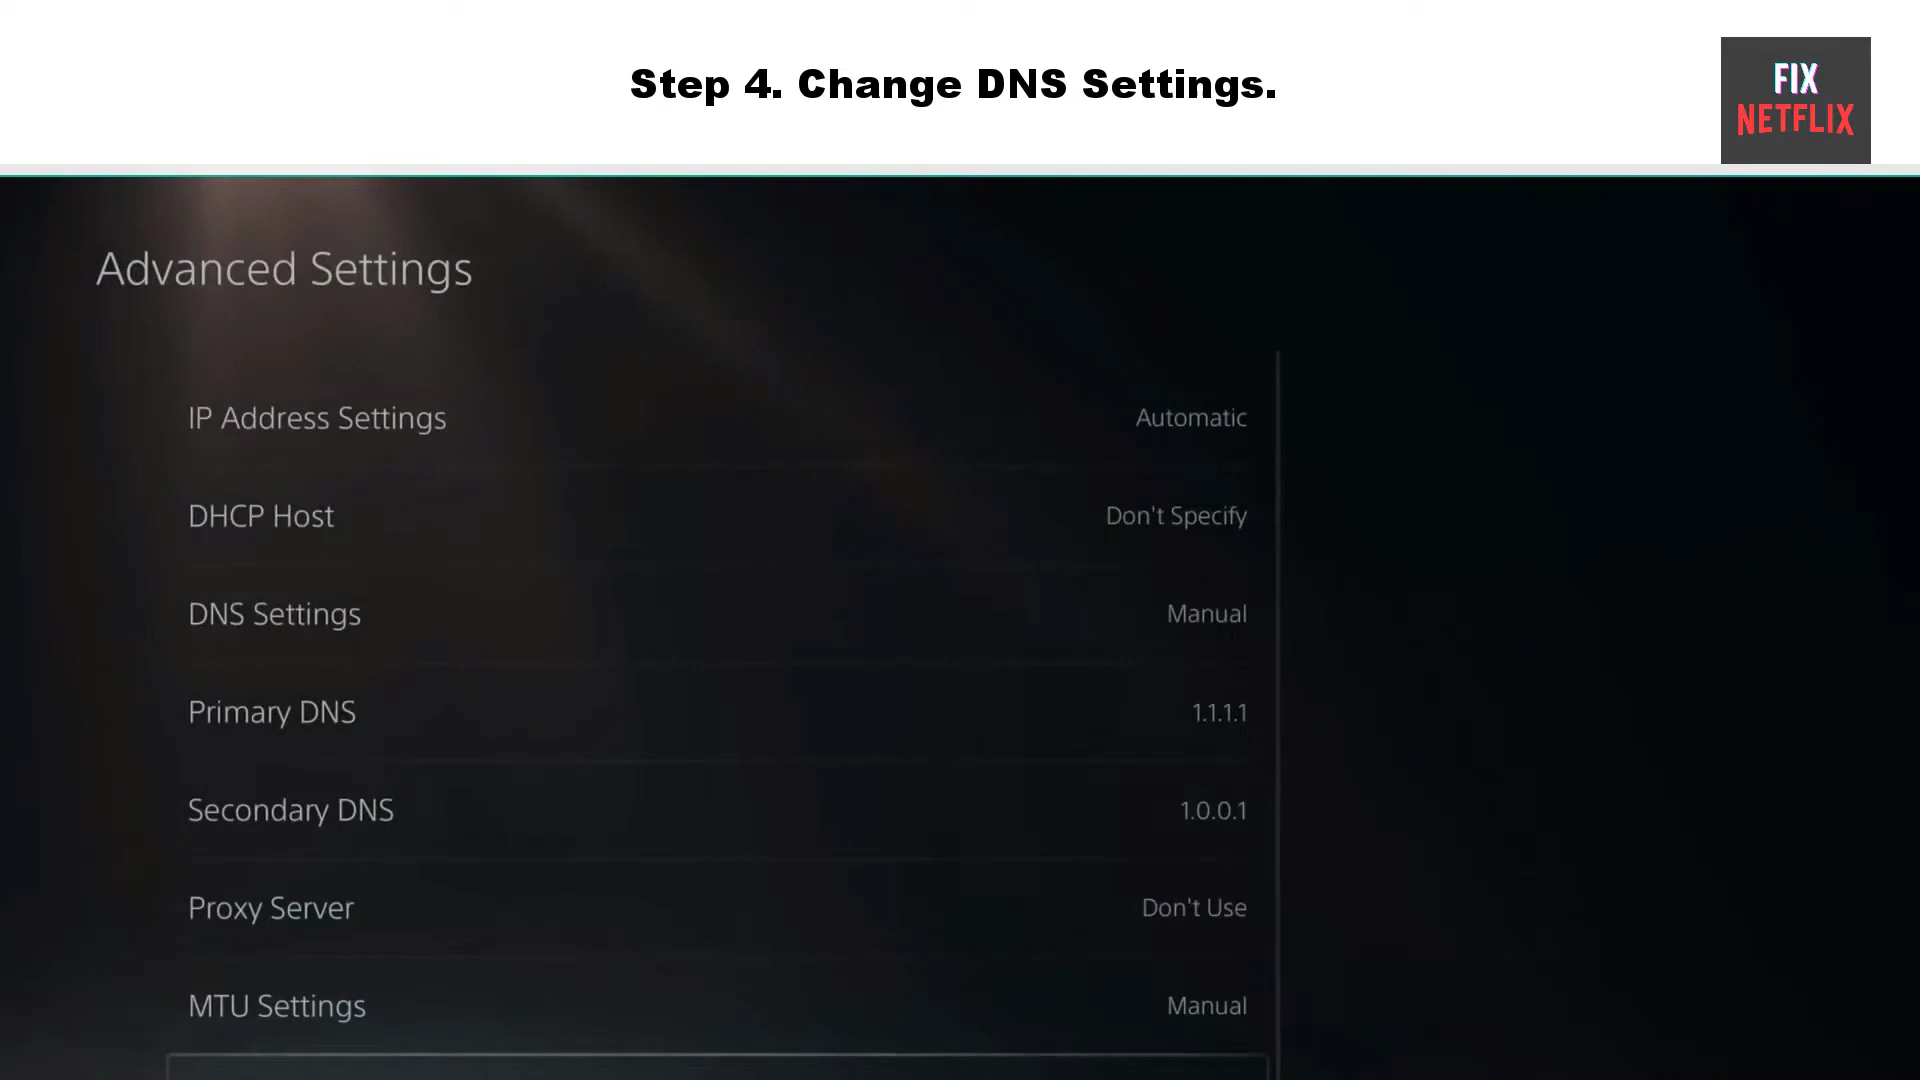 Step 4. Change DNS Settings.
FIX
NETFLIX
Advanced Settings
IP Address Settings Automatic
DHCP Host Don't Specify
DNS Settings Manual
Primary DNS 1.1.1.1
Secondary DNS 1.0.0.1
Proxy Server Don't Use
MTU Settings Manual